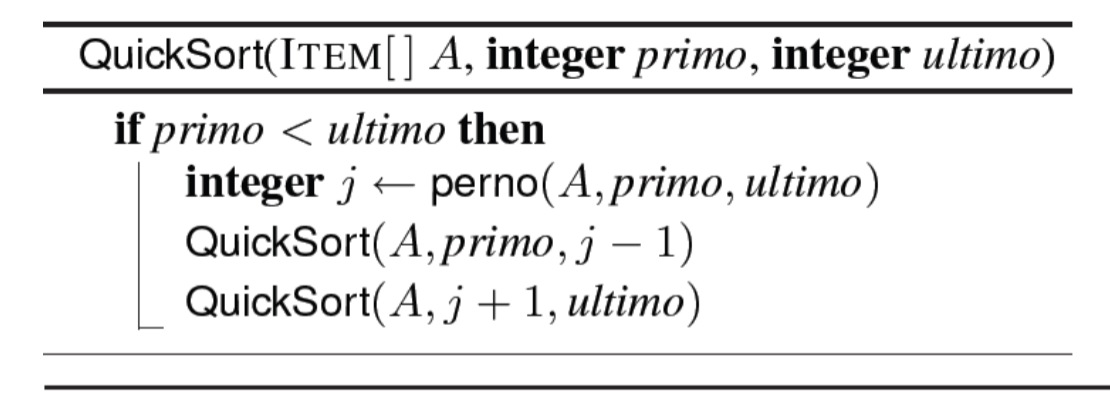 QuickSort(ITEM[ ] A, integer primo, integer ultimo)
if primo < ultimo then
integer j ← perno(A, primo, ultimo)
QuickSort(A, primo, j − 1)
QuickSort(A, j + 1, ultimo)